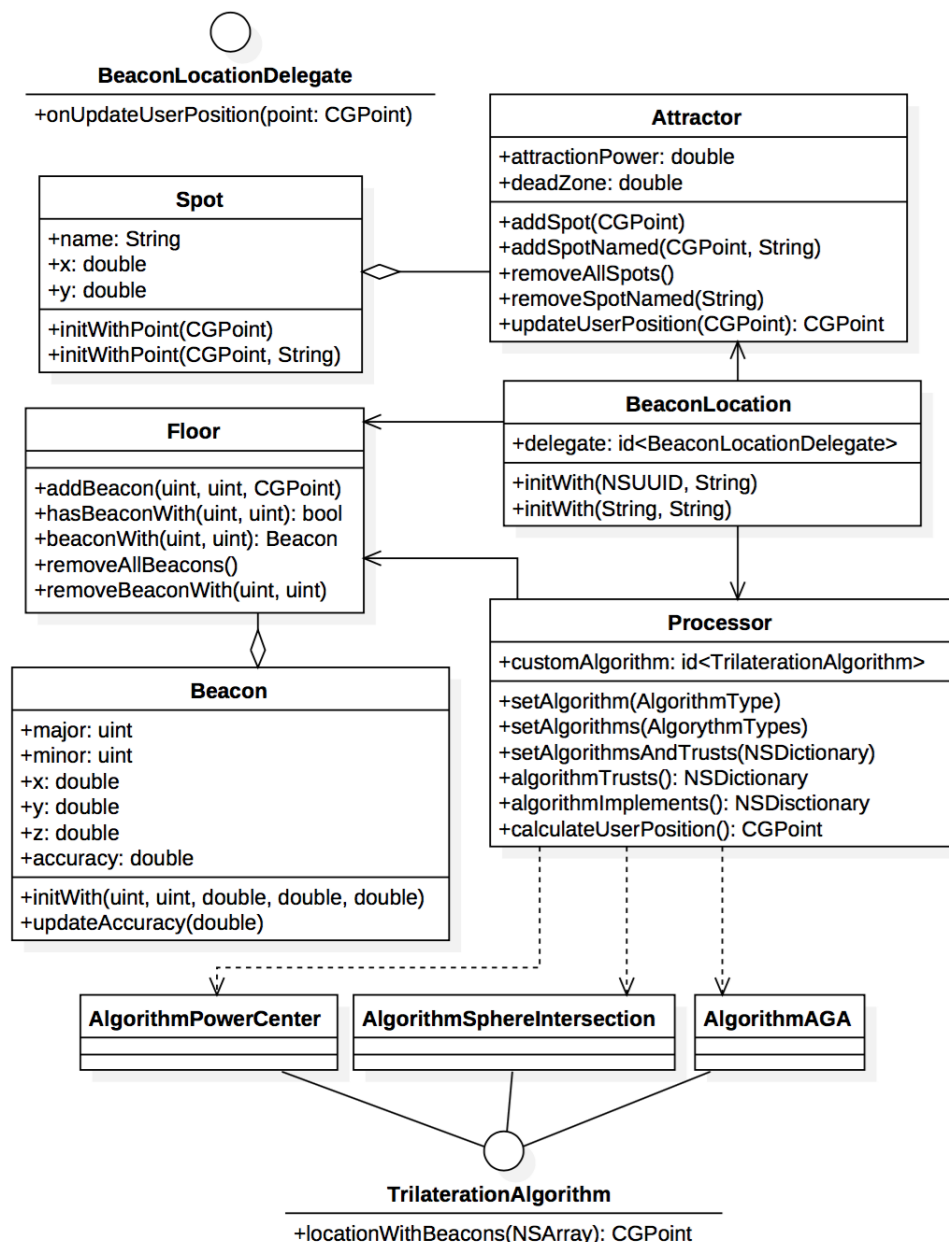 BeaconLocationDelegate
+onUpdateUserPosition(point: CGPoint)
Attractor
+attractionPower: double
+deadZone: double
+addSpot(CGPoint)
+addSpotNamed(CGPoint, String)
+removeAllSpots()
+removeSpotNamed(String)
+updateUserPosition(CGPoint): CGPoint
Spot
+name: String
+x: double
+y: double
+initWithPoint(CGPoint)
+initWithPoint(CGPoint, String)
BeaconLocation
+delegate: id<BeaconLocationDelegate>
+initWith(NSUUID, String)
+initWith(String, String)
Floor
+addBeacon(uint, uint, CGPoint)
+hasBeaconWith(uint, uint): bool
+beaconWith(uint, uint): Beacon
+removeAllBeacons()
+removeBeaconWith(uint, uint)
Processor
+customAlgorithm: id<TrilaterationAlgorithm>
+setAlgorithm(AlgorithmType)
+setAlgorithms(AlgorythmTypes)
+setAlgorithmsAndTrusts(NSDictionary)
+algorithmTrusts(): NSDictionary
+algorithmImplements(): NSDisctionary
+calculateUserPosition(): CGPoint
Beacon
+major: uint
+minor: uint
+x: double
+y: double
+z: double
+accuracy: double
+initWith(uint, uint, double, double, double)
+updateAccuracy(double)
AlgorithmPowerCenter
AlgorithmSphereIntersection
AlgorithmAGA
TrilaterationAlgorithm
+locationWithBeacons(NSArray): CGPoint